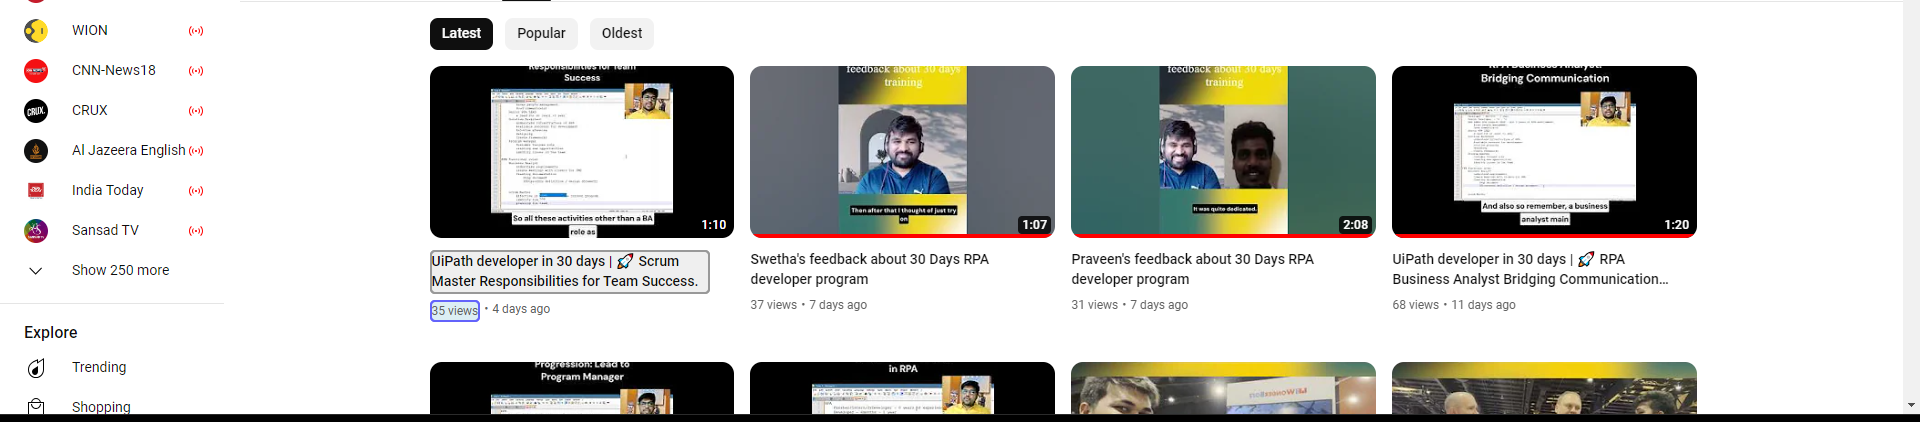 WION
CNN-News18
CRUX
Al Jazeera English
India Today
Sansad TV
Show 250 more
Explore
Trending
Shopping
Latest
Popular
Oldest
Responsibilities for Team
Success
So all these activities other than a BA
role as
1:10
UiPath developer in 30 days | 🚀 Scrum
Master Responsibilities for Team Success.
35 views • 4 days ago
feedback about 30 days
training
Then after that I thought of just try
on
1:07
Swetha's feedback about 30 Days RPA
developer program
37 views • 7 days ago
feedback about 30 days
training
It was quite dedicated.
2:08
Praveen's feedback about 30 Days RPA
developer program
31 views • 7 days ago
RPA Business Analyst:
Bridging Communication
And also so remember, a business
analyst main
1:20
UiPath developer in 30 days | 🚀 RPA
Business Analyst Bridging Communication...
68 views • 11 days ago
Progression: Lead to
Program Manager
in RPA